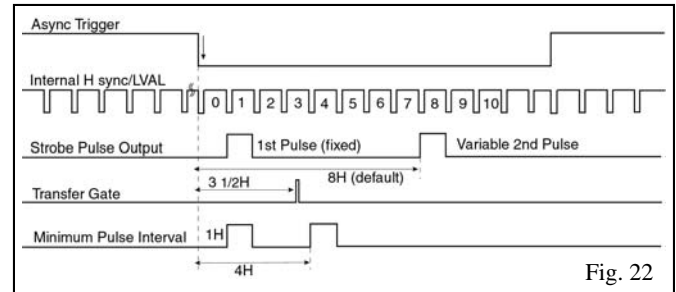 Async Trigger
Internal H sync/LVAL
0 1 2 3 4 5 6 7 8 9 10
Strobe Pulse Output 1st Pulse (fixed) Variable 2nd Pulse
8H (default)
3 1/2H
Transfer Gate
Minimum Pulse Interval 1H
4H
Fig. 22